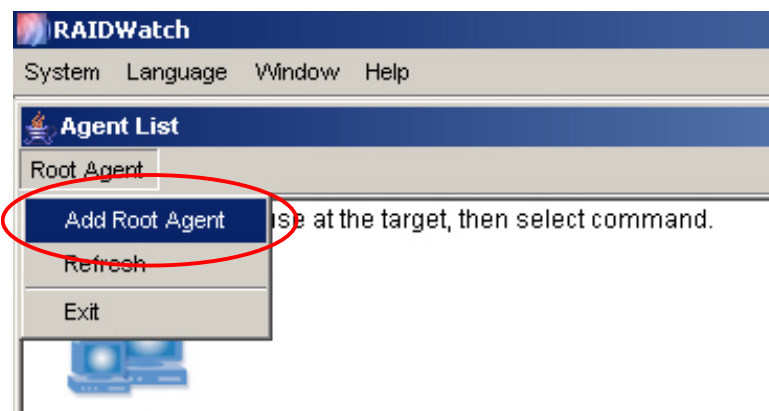 RAIDWatch
System Language Window Help
Agent List
Root Agent
Add Root Agent
use at the target, then select command.
Refresh
Exit